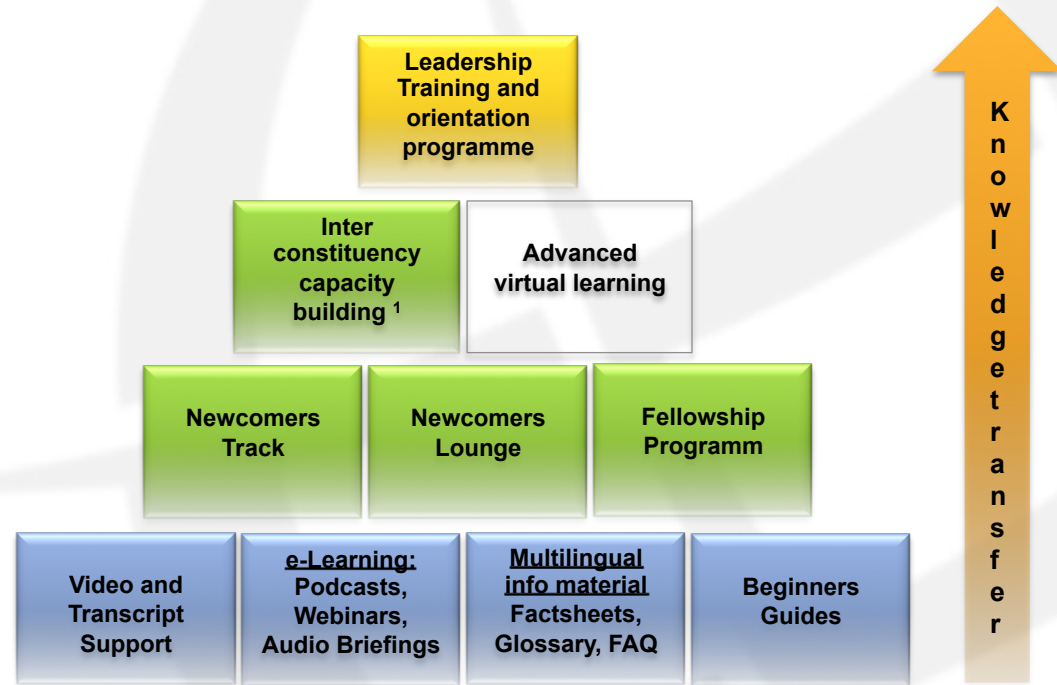 Leadership
Training and
orientation
programme
Inter
constituency
capacity
building ¹
Advanced
virtual learning
Newcomers
Track
Newcomers
Lounge
Fellowship
Programm
Video and
Transcript
Support
e-Learning:
Podcasts,
Webinars,
Audio Briefings
Multilingual
info material
Factsheets,
Glossary, FAQ
Beginners
Guides
Knowledgetransfer